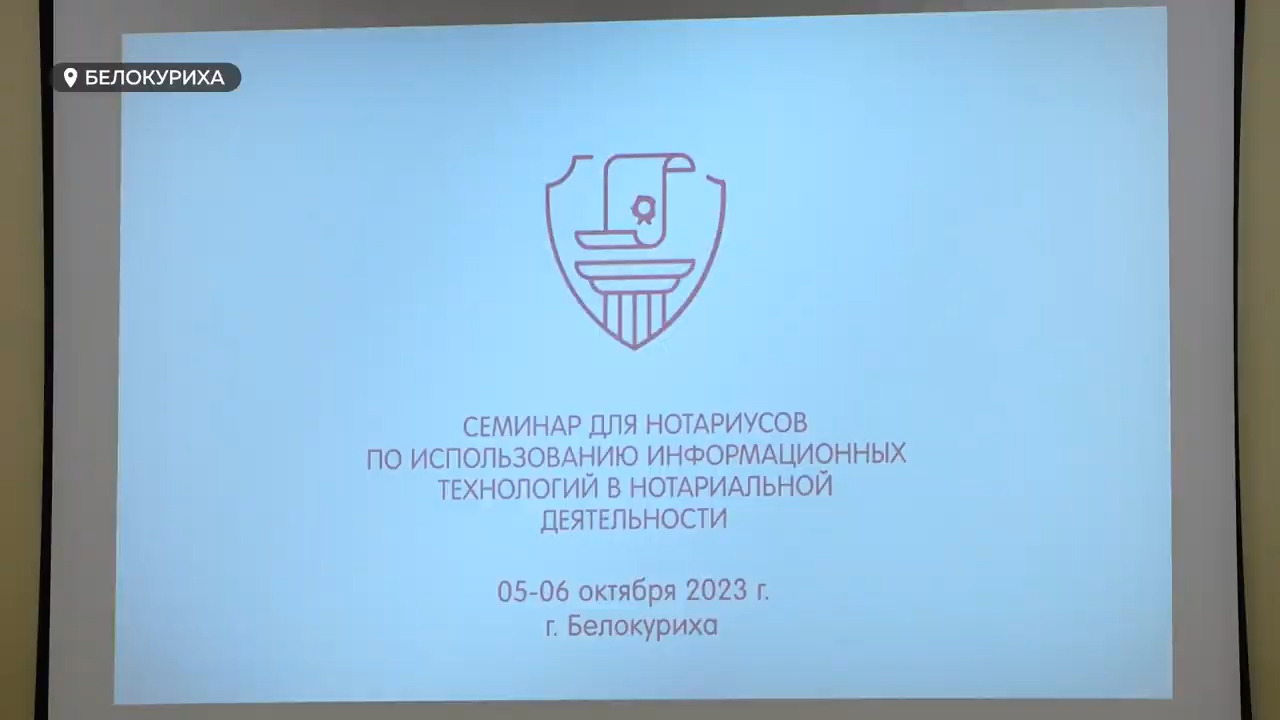 БЕЛОКУРИХА
СЕМИНАР ДЛЯ НОТАРИУСОВ
ПО ИСПОЛЬЗОВАНИЮ ИНФОРМАЦИОННЫХ
ТЕХНОЛОГИЙ В НОТАРИАЛЬНОЙ
ДЕЯТЕЛЬНОСТИ
05-06 октября 2023 г.
г. Белокуриха